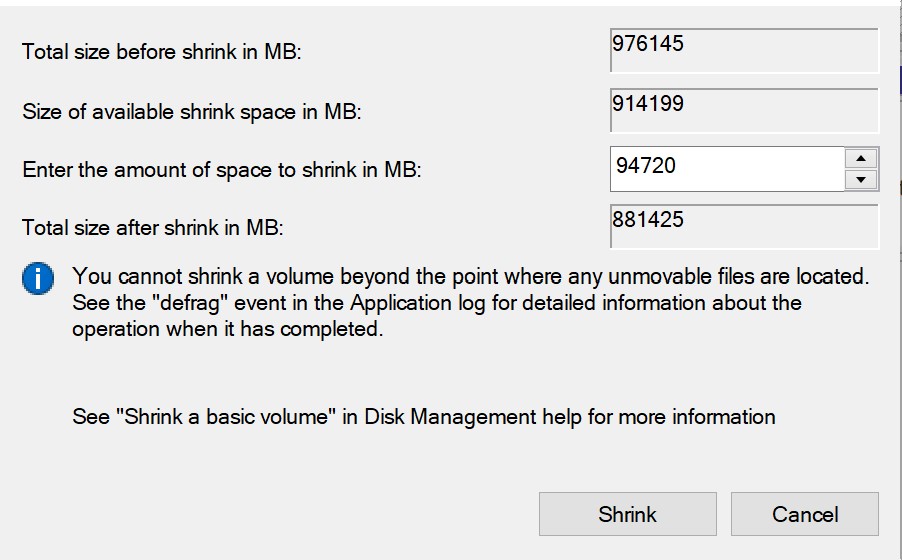 Total size before shrink in MB: 976145
Size of available shrink space in MB: 914199
Enter the amount of space to shrink in MB: 94720
Total size after shrink in MB: 881425
You cannot shrink a volume beyond the point where any unmovable files are located.
See the "defrag" event in the Application log for detailed information about the
operation when it has completed.
See "Shrink a basic volume" in Disk Management help for more information
Shrink Cancel